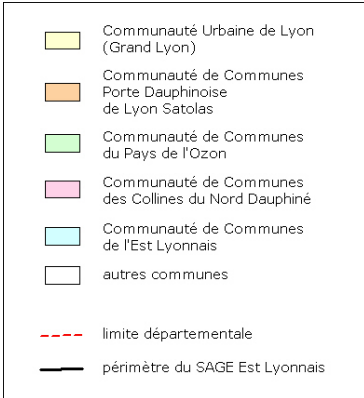 Communauté Urbaine de Lyon
(Grand Lyon)
Communauté de Communes
Porte Dauphinoise
de Lyon Satolas
Communauté de Communes
du Pays de l'Ozon
Communauté de Communes
des Collines du Nord Dauphiné
Communauté de Communes
de l'Est Lyonnais
autres communes
limite départementale
périmètre du SAGE Est Lyonnais